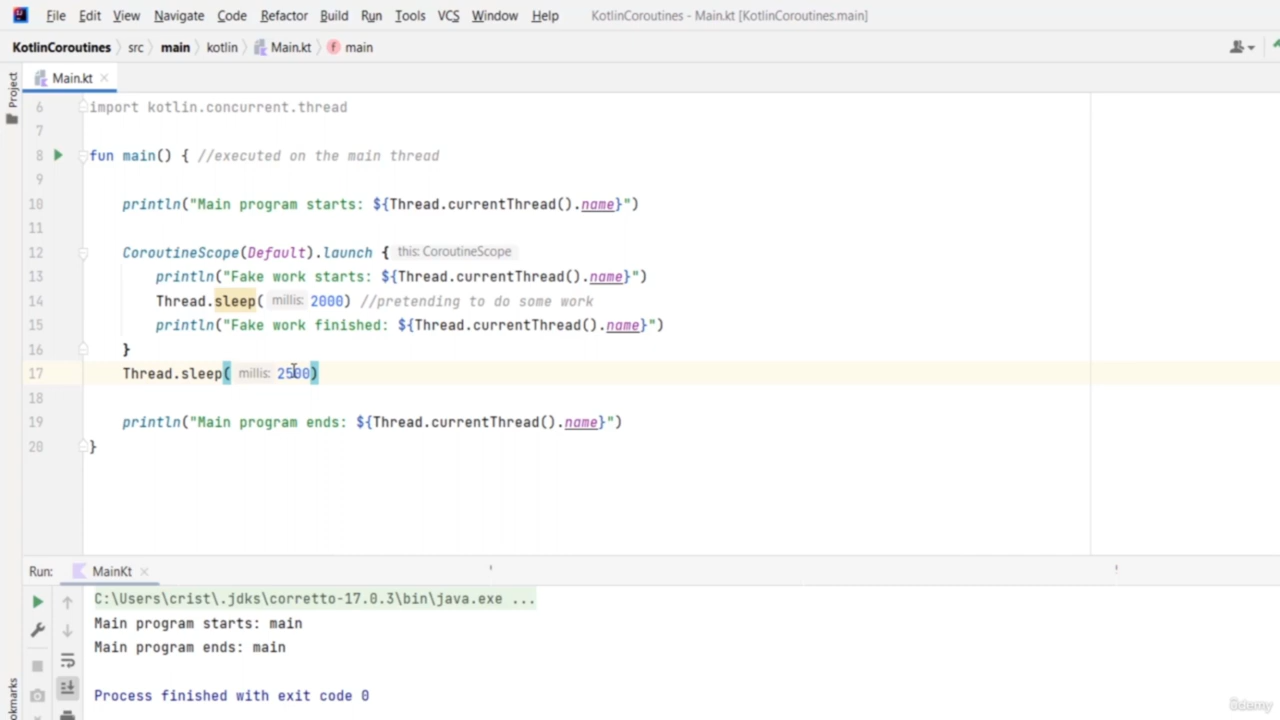 File Edit View Navigate Code Refactor Build Run Tools VCS Window Help KotlinCoroutines - Main.kt [KotlinCoroutines.main]
KotlinCoroutines src main kotlin Main.kt f main
Project
Main.kt
6 import kotlin.concurrent.thread
7
8 fun main() { //executed on the main thread
9
10 println("Main program starts: ${Thread.currentThread().name}")
11
12 CoroutineScope(Default).launch { this: CoroutineScope
13 println("Fake work starts: ${Thread.currentThread().name}")
14 Thread.sleep( millis: 2000) //pretending to do some work
15 println("Fake work finished: ${Thread.currentThread().name}")
16 }
17 Thread.sleep( millis: 2500)
18
19 println("Main program ends: ${Thread.currentThread().name}")
20 }
Run: MainKt
C:\Users\crist\.jdks\corretto-17.0.3\bin\java.exe ...
Main program starts: main
Main program ends: main
Process finished with exit code 0
udemy